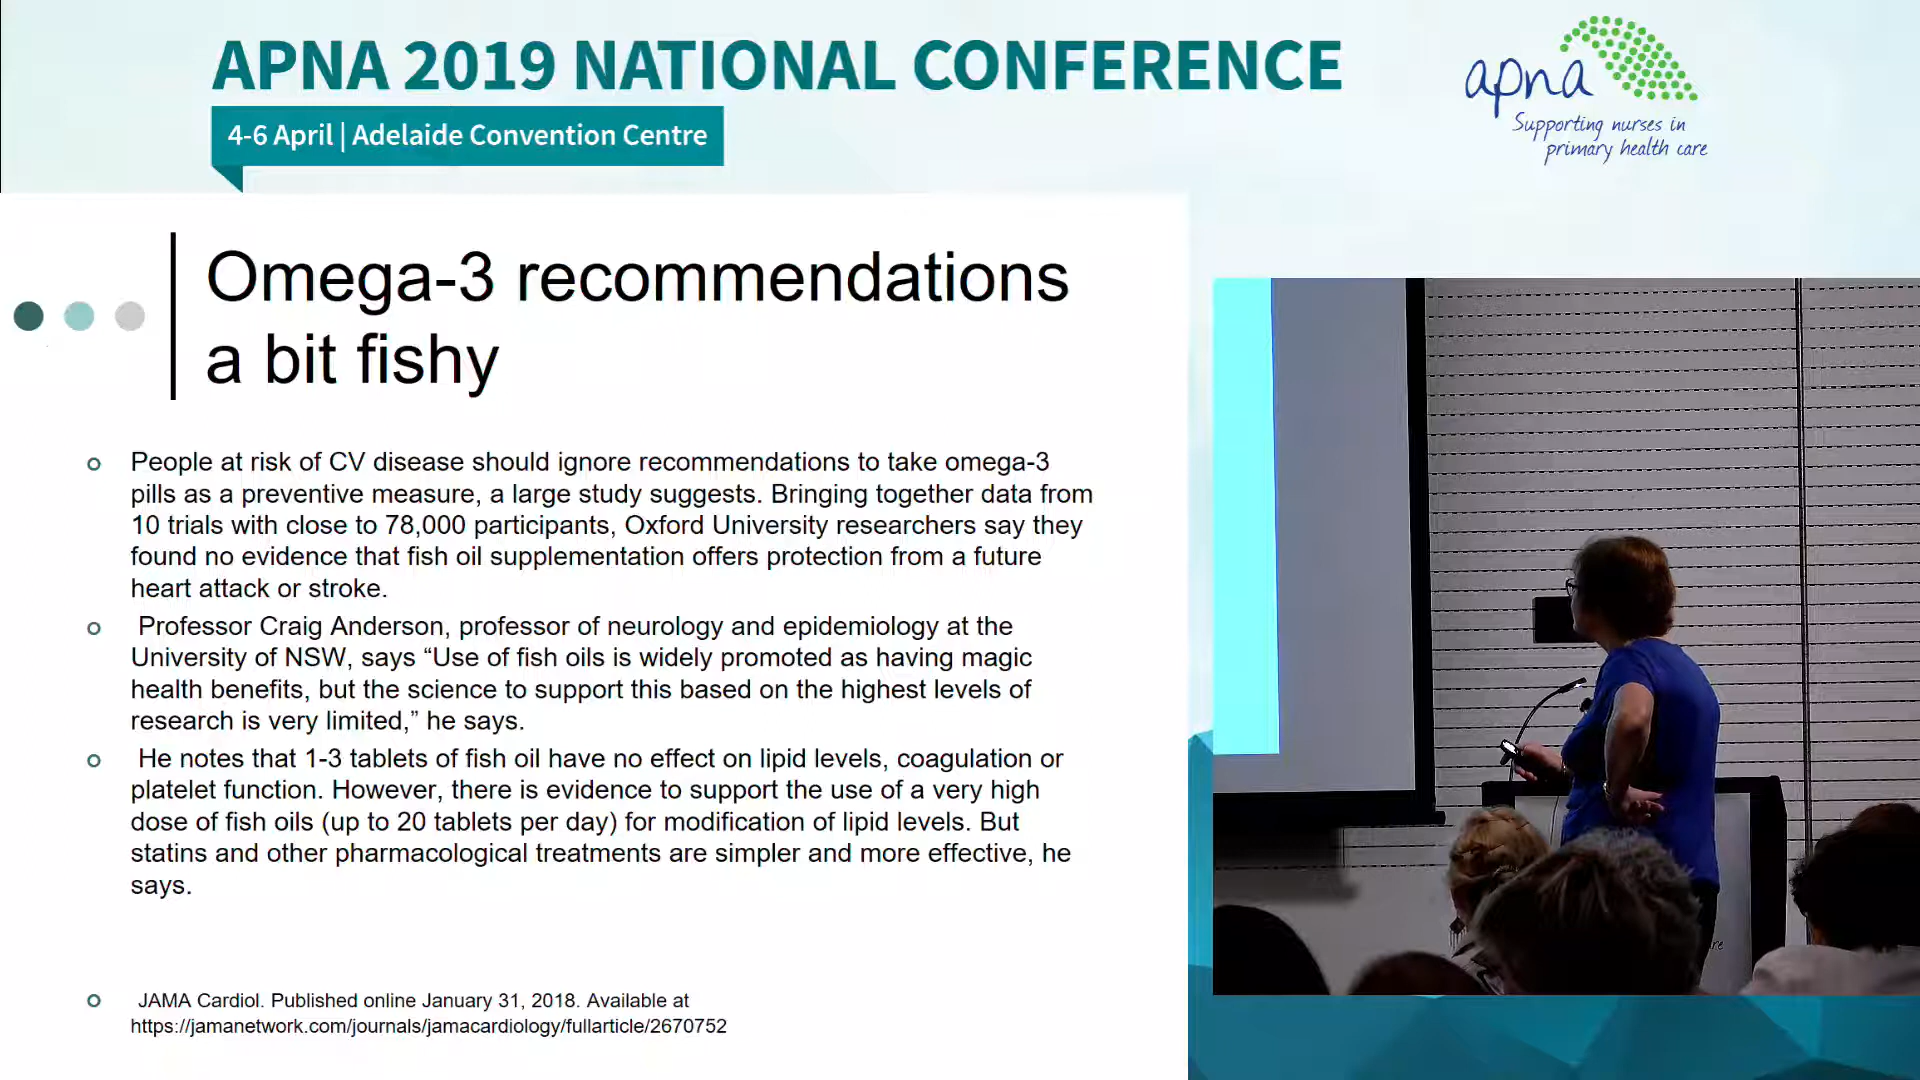 APNA 2019 NATIONAL CONFERENCE
4-6 April | Adelaide Convention Centre
apna
Supporting nurses in
primary health care
Omega-3 recommendations
a bit fishy
People at risk of CV disease should ignore recommendations to take omega-3
pills as a preventive measure, a large study suggests. Bringing together data from
10 trials with close to 78,000 participants, Oxford University researchers say they
found no evidence that fish oil supplementation offers protection from a future
heart attack or stroke.
Professor Craig Anderson, professor of neurology and epidemiology at the
University of NSW, says “Use of fish oils is widely promoted as having magic
health benefits, but the science to support this based on the highest levels of
research is very limited,” he says.
He notes that 1-3 tablets of fish oil have no effect on lipid levels, coagulation or
platelet function. However, there is evidence to support the use of a very high
dose of fish oils (up to 20 tablets per day) for modification of lipid levels. But
statins and other pharmacological treatments are simpler and more effective, he
says.
JAMA Cardiol. Published online January 31, 2018. Available at
https://jamanetwork.com/journals/jamacardiology/fullarticle/2670752